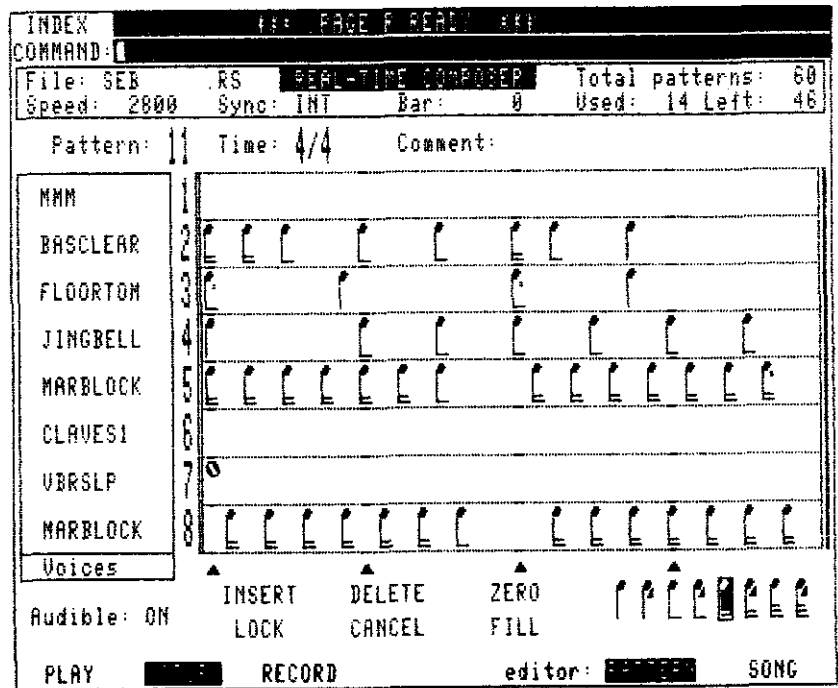 INDEX *** PAGE R READY ***
COMMAND:
File: SEB .RS REAL-TIME COMPOSER Total patterns: 60
Speed: 2800 Sync: INT Bar: 0 Used: 14 Left: 46
Pattern: 11 Time: 4/4 Comment:
MMM 1
BASCLEAR 2
FLOORTOM 3
JINGBELL 4
MARBLOCK 5
CLAVES1 6
VBRSLP 7
MARBLOCK 8
Voices
INSERT DELETE ZERO
Audible: ON
LOCK CANCEL FILL
PLAY RECORD editor: PATTERN SONG